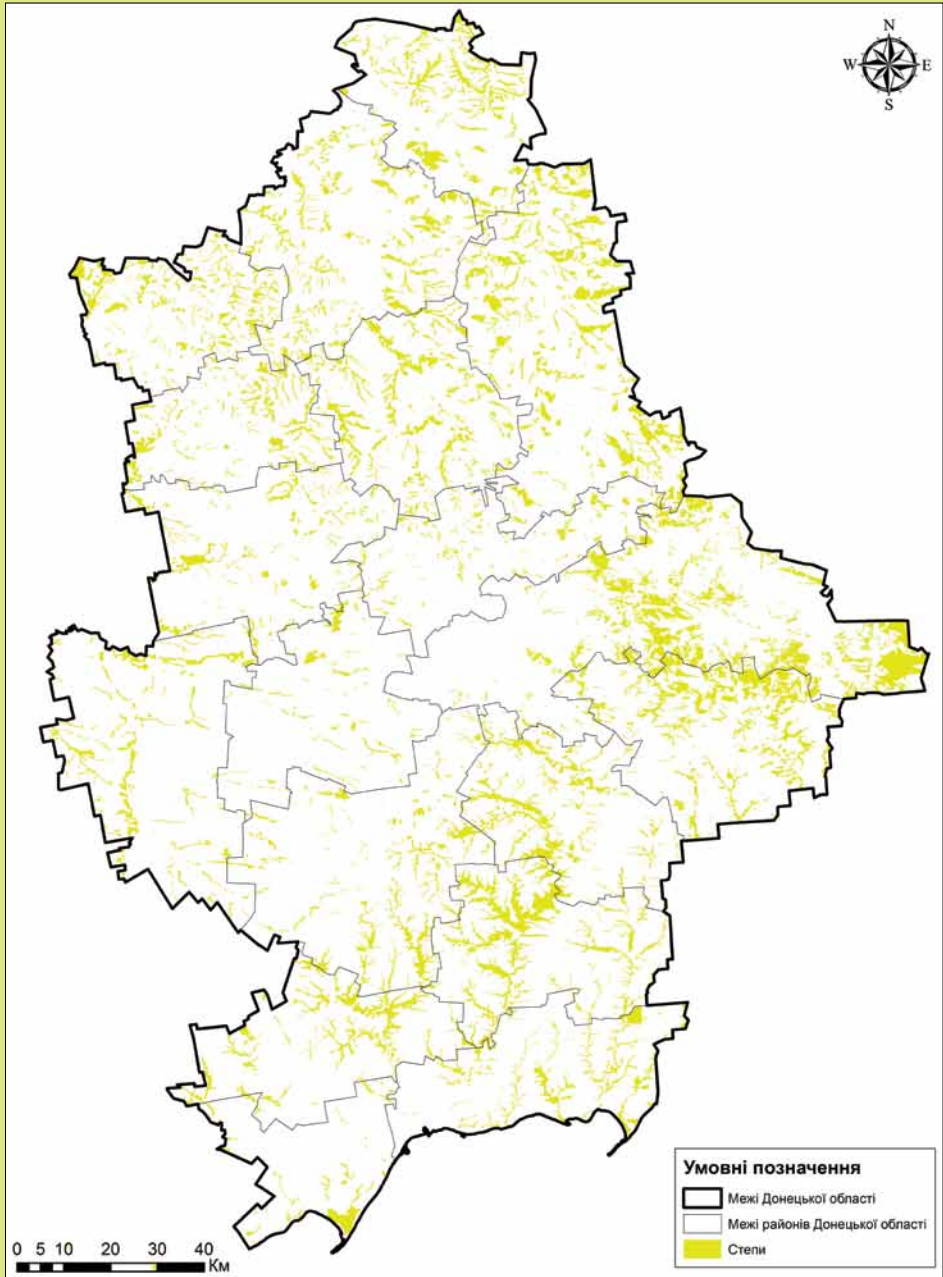 N
W E
S
Умовні позначення
Межі Донецької області
Межі районів Донецької області
Степи
0 5 10 20 30 40
Км